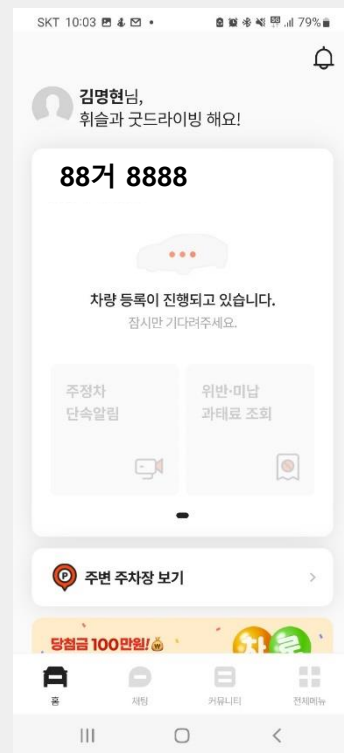 SKT 10:03
79%
김명현님,
휘슬과 굿드라이빙 해요!
88거 8888
차량 등록이 진행되고 있습니다.
잠시만 기다려주세요.
주정차
단속알림
위반·미납
과태료 조회
P
주변 주차장 보기
당첨금 100만원!
차 류
홈
채팅
커뮤니티
전체메뉴